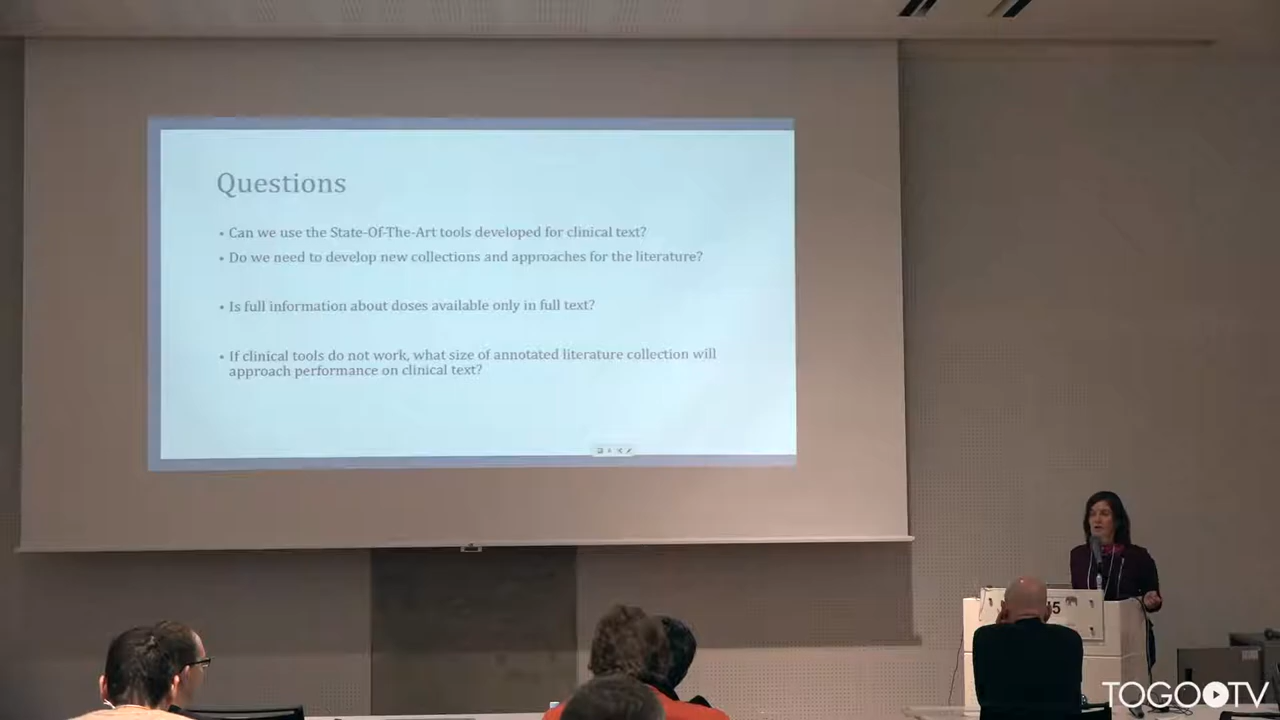 Questions
• Can we use the State-Of-The-Art tools developed for clinical text?
• Do we need to develop new collections and approaches for the literature?
• Is full information about doses available only in full text?
• If clinical tools do not work, what size of annotated literature collection will
approach performance on clinical text?
TOGOTV